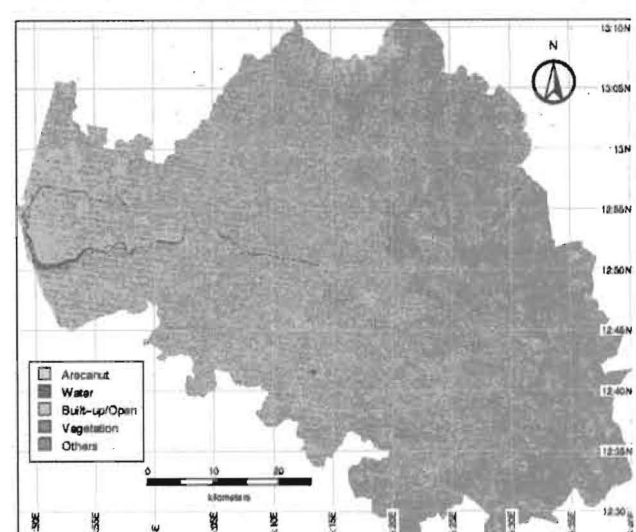 13:10N
N
13:05N
13N
12:55N
12:50N
12:45N
12:40N
12:35N
12:30
Arecanut
Water
Built-up/Open
Vegetation
Others
0 10 20
kilometers